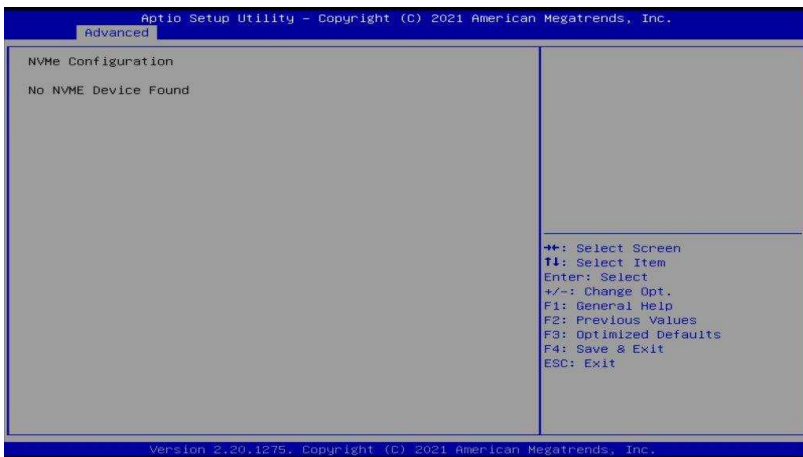 Aptio Setup Utility – Copyright (C) 2021 American Megatrends, Inc.
Advanced
NVMe Configuration
No NVME Device Found
→←: Select Screen
↑↓: Select Item
Enter: Select
+/-: Change Opt.
F1: General Help
F2: Previous Values
F3: Optimized Defaults
F4: Save & Exit
ESC: Exit
Version 2.20.1275. Copyright (C) 2021 American Megatrends, Inc.